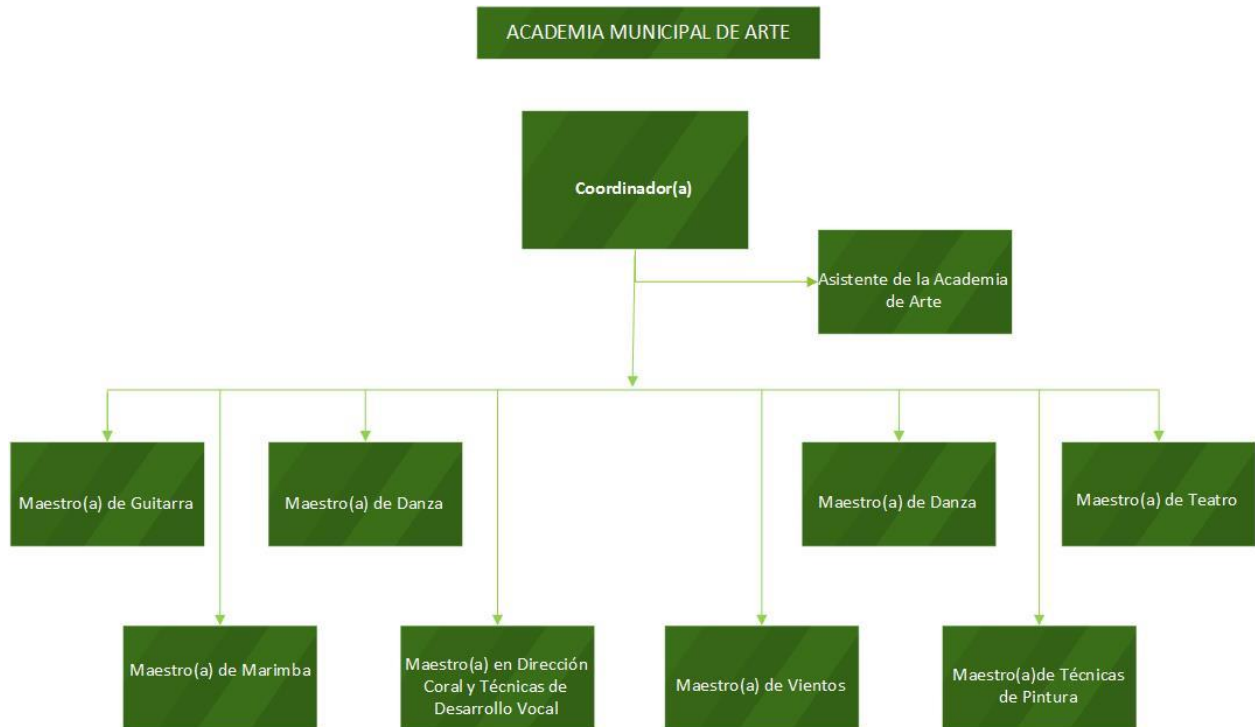 ACADEMIA MUNICIPAL DE ARTE
Coordinador(a)
Asistente de la Academia
de Arte
Maestro(a) de Guitarra
Maestro(a) de Danza
Maestro(a) de Danza
Maestro(a) de Teatro
Maestro(a) de Marimba
Maestro(a) en Dirección
Coral y Técnicas de
Desarrollo Vocal
Maestro(a) de Vientos
Maestro(a)de Técnicas
de Pintura